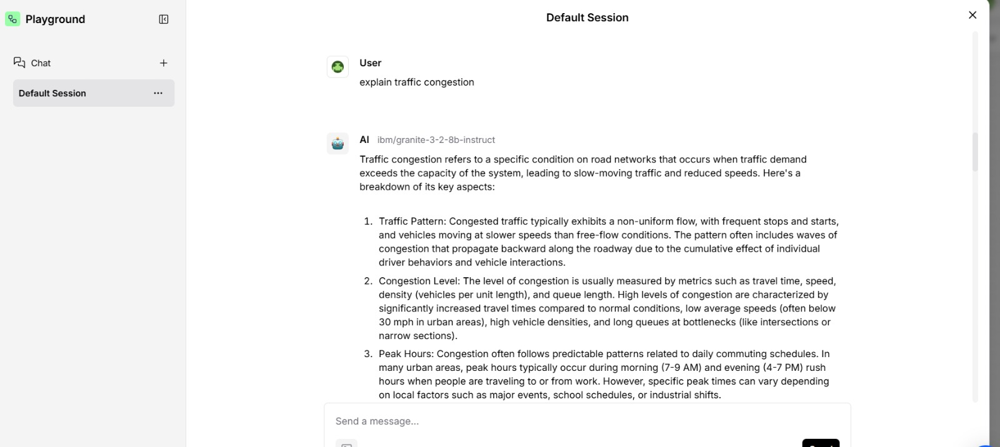 Playground
Default Session
Chat
Default Session
User
explain traffic congestion
AI ibm/granite-3-2-8b-instruct
Traffic congestion refers to a specific condition on road networks that occurs when traffic demand
exceeds the capacity of the system, leading to slow-moving traffic and reduced speeds. Here's a
breakdown of its key aspects:
1. Traffic Pattern: Congested traffic typically exhibits a non-uniform flow, with frequent stops and starts,
and vehicles moving at slower speeds than free-flow conditions. The pattern often includes waves of
congestion that propagate backward along the roadway due to the cumulative effect of individual
driver behaviors and vehicle interactions.
2. Congestion Level: The level of congestion is usually measured by metrics such as travel time, speed,
density (vehicles per unit length), and queue length. High levels of congestion are characterized by
significantly increased travel times compared to normal conditions, low average speeds (often below
30 mph in urban areas), high vehicle densities, and long queues at bottlenecks (like intersections or
narrow sections).
3. Peak Hours: Congestion often follows predictable patterns related to daily commuting schedules. In
many urban areas, peak hours typically occur during morning (7-9 AM) and evening (4-7 PM) rush
hours when people are traveling to or from work. However, specific peak times can vary depending
on local factors such as major events, school schedules, or industrial shifts.
Send a message...